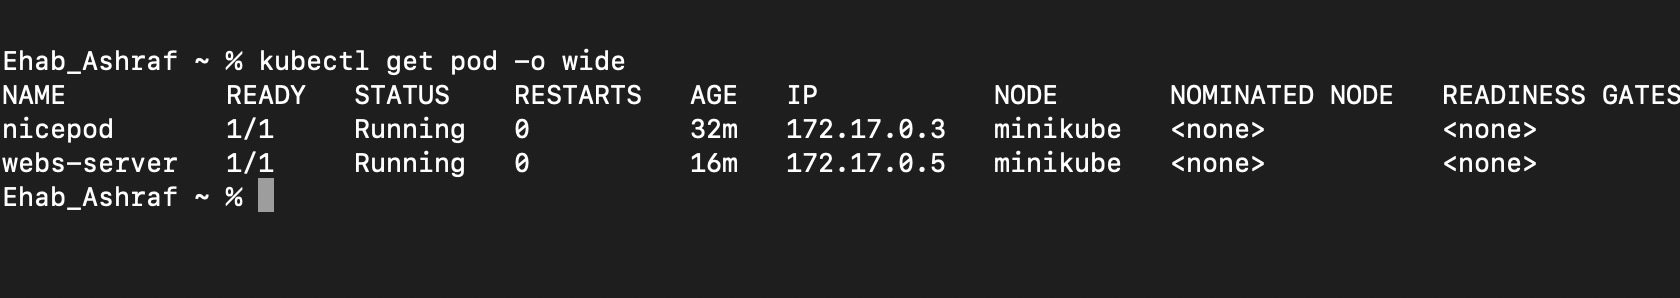 Ehab_Ashraf ~ % kubectl get pod -o wide
NAME READY STATUS RESTARTS AGE IP NODE NOMINATED NODE READINESS GATES
nicepod 1/1 Running 0 32m 172.17.0.3 minikube <none> <none>
webs-server 1/1 Running 0 16m 172.17.0.5 minikube <none> <none>
Ehab_Ashraf ~ %